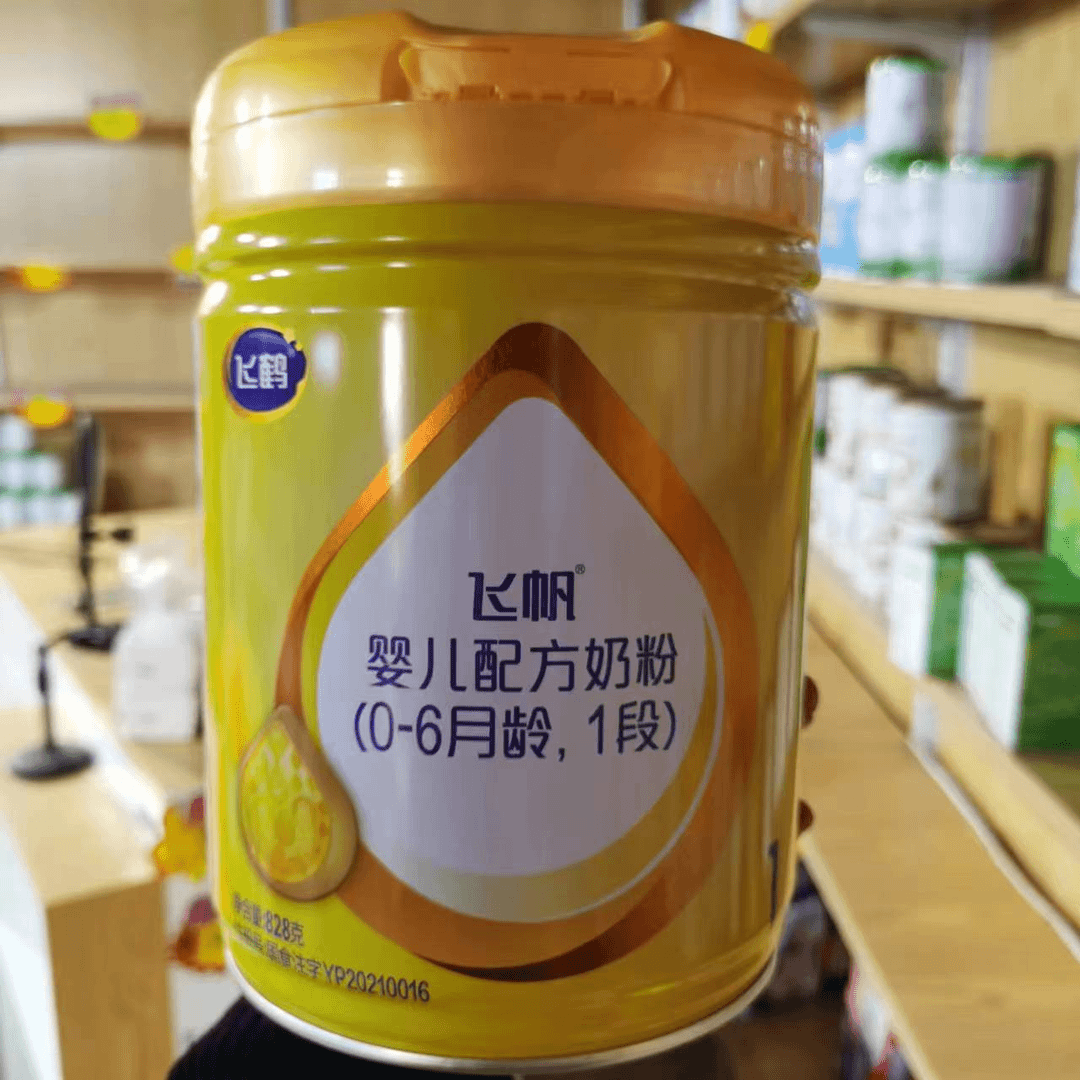 飞鹤
飞帆®
婴儿配方奶粉
(0-6月龄, 1段)
净含量:828克
国食注字YP20210016
1